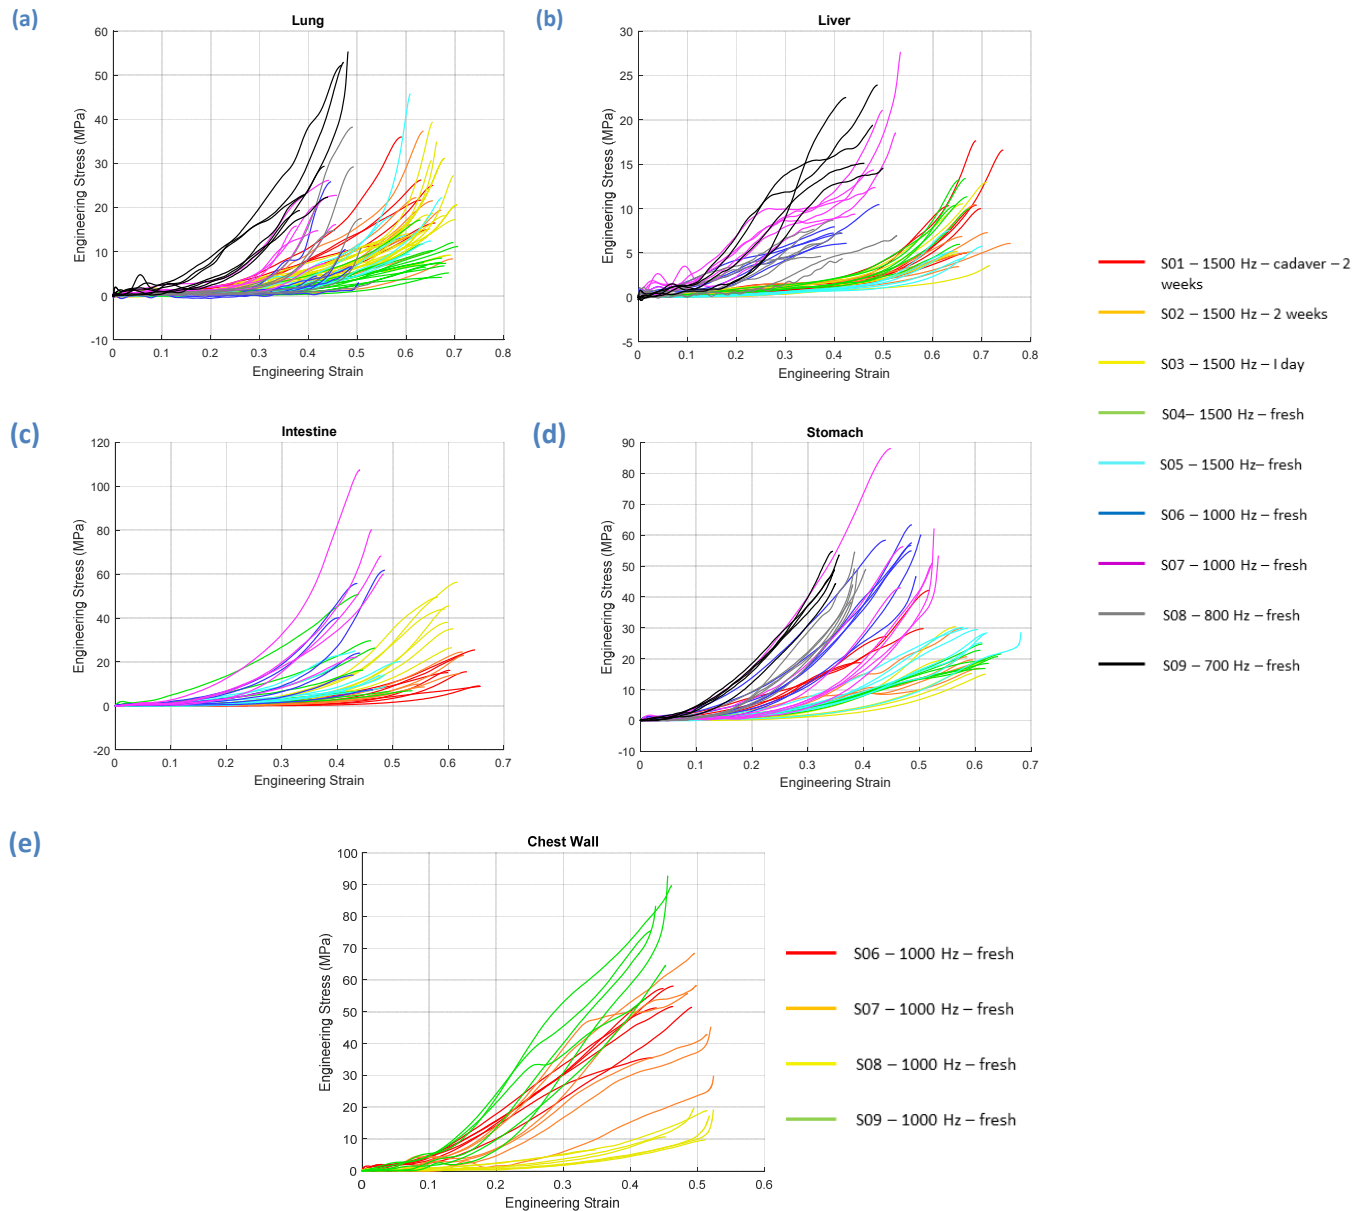 (a)
Lung
60
50
40
30
20
10
0
-10
0 0.1 0.2 0.3 0.4 0.5 0.6 0.7 0.8
Engineering Strain
Engineering Stress (MPa)
(b)
Liver
30
25
20
15
10
5
0
-5
0 0.1 0.2 0.3 0.4 0.5 0.6 0.7 0.8
Engineering Strain
Engineering Stress (MPa)
S01 – 1500 Hz – cadaver – 2
weeks
S02 – 1500 Hz – 2 weeks
S03 – 1500 Hz – I day
S04– 1500 Hz – fresh
S05 – 1500 Hz– fresh
S06 – 1000 Hz – fresh
S07 – 1000 Hz – fresh
S08 – 800 Hz – fresh
S09 – 700 Hz – fresh
(c)
Intestine
120
100
80
60
40
20
0
-20
0 0.1 0.2 0.3 0.4 0.5 0.6 0.7
Engineering Strain
Engineering Stress (MPa)
(d)
Stomach
90
80
70
60
50
40
30
20
10
0
-10
0 0.1 0.2 0.3 0.4 0.5 0.6 0.7
Engineering Strain
Engineering Stress (MPa)
(e)
Chest Wall
100
90
80
70
60
50
40
30
20
10
0
0 0.1 0.2 0.3 0.4 0.5 0.6
Engineering Strain
Engineering Stress (MPa)
S06 – 1000 Hz – fresh
S07 – 1000 Hz – fresh
S08 – 1000 Hz – fresh
S09 – 1000 Hz – fresh